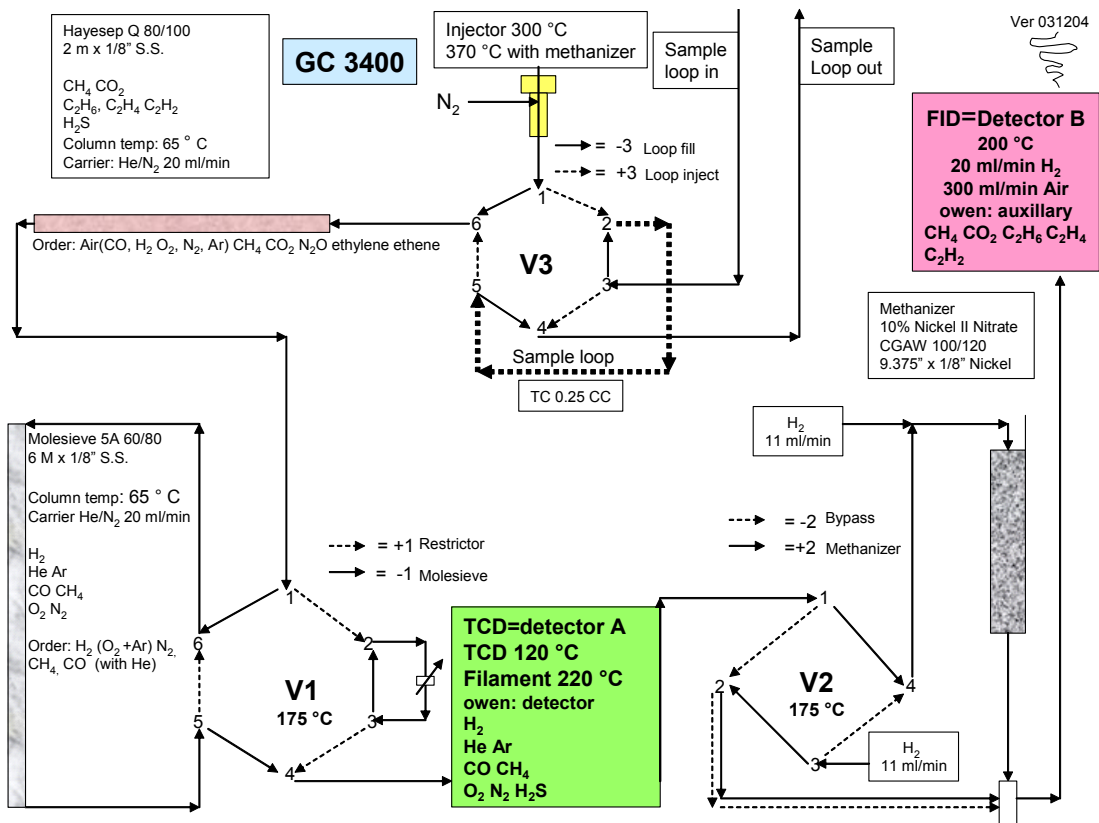 Hayesep Q 80/100
2 m x 1/8” S.S.
CH4 CO2
C2H6, C2H4 C2H2
H2S
Column temp: 65 ° C
Carrier: He/N2 20 ml/min
GC 3400
Injector 300 °C
370 °C with methanizer
N2
Sample
loop in
Sample
Loop out
Ver 031204
FID=Detector B
200 °C
20 ml/min H2
300 ml/min Air
owen: auxillary
CH4 CO2 C2H6 C2H4
C2H2
= -3 Loop fill
= +3 Loop inject
1
2
3
4
5
6
V3
Order: Air(CO, H2 O2, N2, Ar) CH4 CO2 N2O ethylene ethene
Sample loop
TC 0.25 CC
Methanizer
10% Nickel II Nitrate
CGAW 100/120
9.375” x 1/8” Nickel
H2
11 ml/min
Molesieve 5A 60/80
6 M x 1/8” S.S.
Column temp: 65 ° C
Carrier He/N2 20 ml/min
H2
He Ar
CO CH4
O2 N2
Order: H2 (O2 +Ar) N2,
CH4, CO (with He)
= +1 Restrictor
= -1 Molesieve
1
2
3
4
5
6
V1
175 °C
TCD=detector A
TCD 120 °C
Filament 220 °C
owen: detector
H2
He Ar
CO CH4
O2 N2 H2S
= -2 Bypass
=+2 Methanizer
1
2
3
4
V2
175 °C
H2
11 ml/min